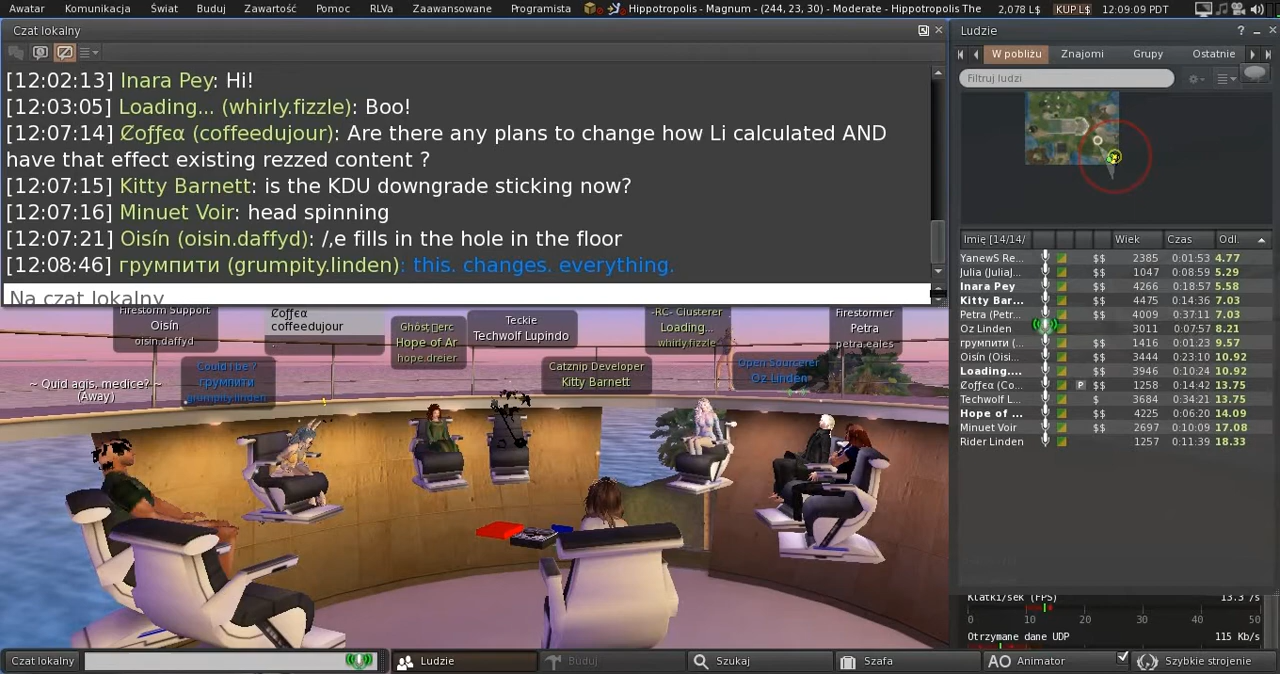 Awatar Komunikacja Świat Buduj Zawartość Pomoc RLVa Zaawansowane Programista Hippotropolis - Magnum - (244, 23, 30) - Moderate - Hippotropolis The 2,078 L$ KUP L$ 12:09:09 PDT
Czat lokalny
[12:02:13] Inara Pey: Hi!
[12:03:05] Loading... (whirly.fizzle): Boo!
[12:07:14] Ȼoƒƒєα (coffeedujour): Are there any plans to change how Li calculated AND
have that effect existing rezzed content ?
[12:07:15] Kitty Barnett: is the KDU downgrade sticking now?
[12:07:16] Minuet Voir: head spinning
[12:07:21] Oisín (oisin.daffyd): /,e fills in the hole in the floor
[12:08:46] грумпити (grumpity.linden): this. changes. everything.
Na czat lokalny
Firestorm Support
Oisín
oisin.daffyd
Ȼoƒƒєα
coffeedujour
Hope of Ar
hope.dreier
Teckie
Techwolf Lupindo
-RC- Clusterer
Loading...
whirly.fizzle
Firestormer
Petra
petra.eales
Could I be ?
грумпити
grumpity.linden
Catznip Developer
Kitty Barnett
Open Sourcerer
Oz Linden
~ Quid agis, medice? ~
(Away)
Ludzie
W pobliżu Znajomi Grupy Ostatnie
Filtruj ludzi
Imię [14/14/ Wiek Czas Odl.
YanewS Re... $$ 2385 0:01:53 4.77
Julia (JuliaJ... $$ 1047 0:08:59 5.29
Inara Pey $$ 4266 0:18:57 5.58
Kitty Bar... $$ 4475 0:14:36 7.03
Petra (Petr... $$ 4009 0:37:11 7.03
Oz Linden 3011 0:07:57 8.21
грумпити (... $$ 1416 0:01:23 9.57
Oisín (Oisi... $$ 3444 0:23:10 10.92
Loading.... $$ 3946 0:10:24 10.92
Ȼoƒƒєα (Co... P $$ 1258 0:14:42 13.75
Techwolf L... $ 3684 0:34:21 13.75
Hope of ... $$ 4225 0:06:20 14.09
Minuet Voir $$ 2697 0:10:09 17.08
Rider Linden 1257 0:11:39 18.33
Klatki/sek (FPS) 13.3 /s
0 10 20 30 40 50
Otrzymane dane UDP 115 Kb/s
Czat lokalny Ludzie Buduj Szukaj Szafa AO Animator Szybkie strojenie